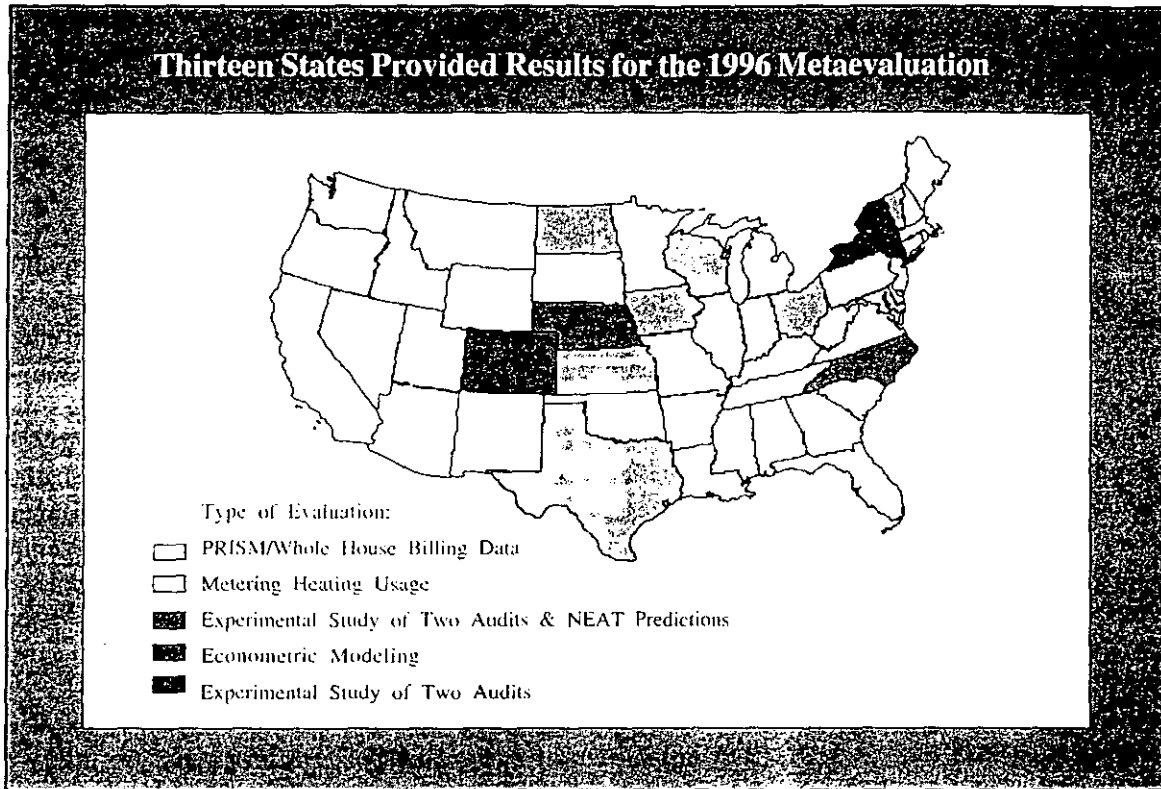 Thirteen States Provided Results for the 1996 Metaevaluation
Type of Evaluation:
PRISM/Whole House Billing Data
Metering Heating Usage
Experimental Study of Two Audits & NEAT Predictions
Econometric Modeling
Experimental Study of Two Audits